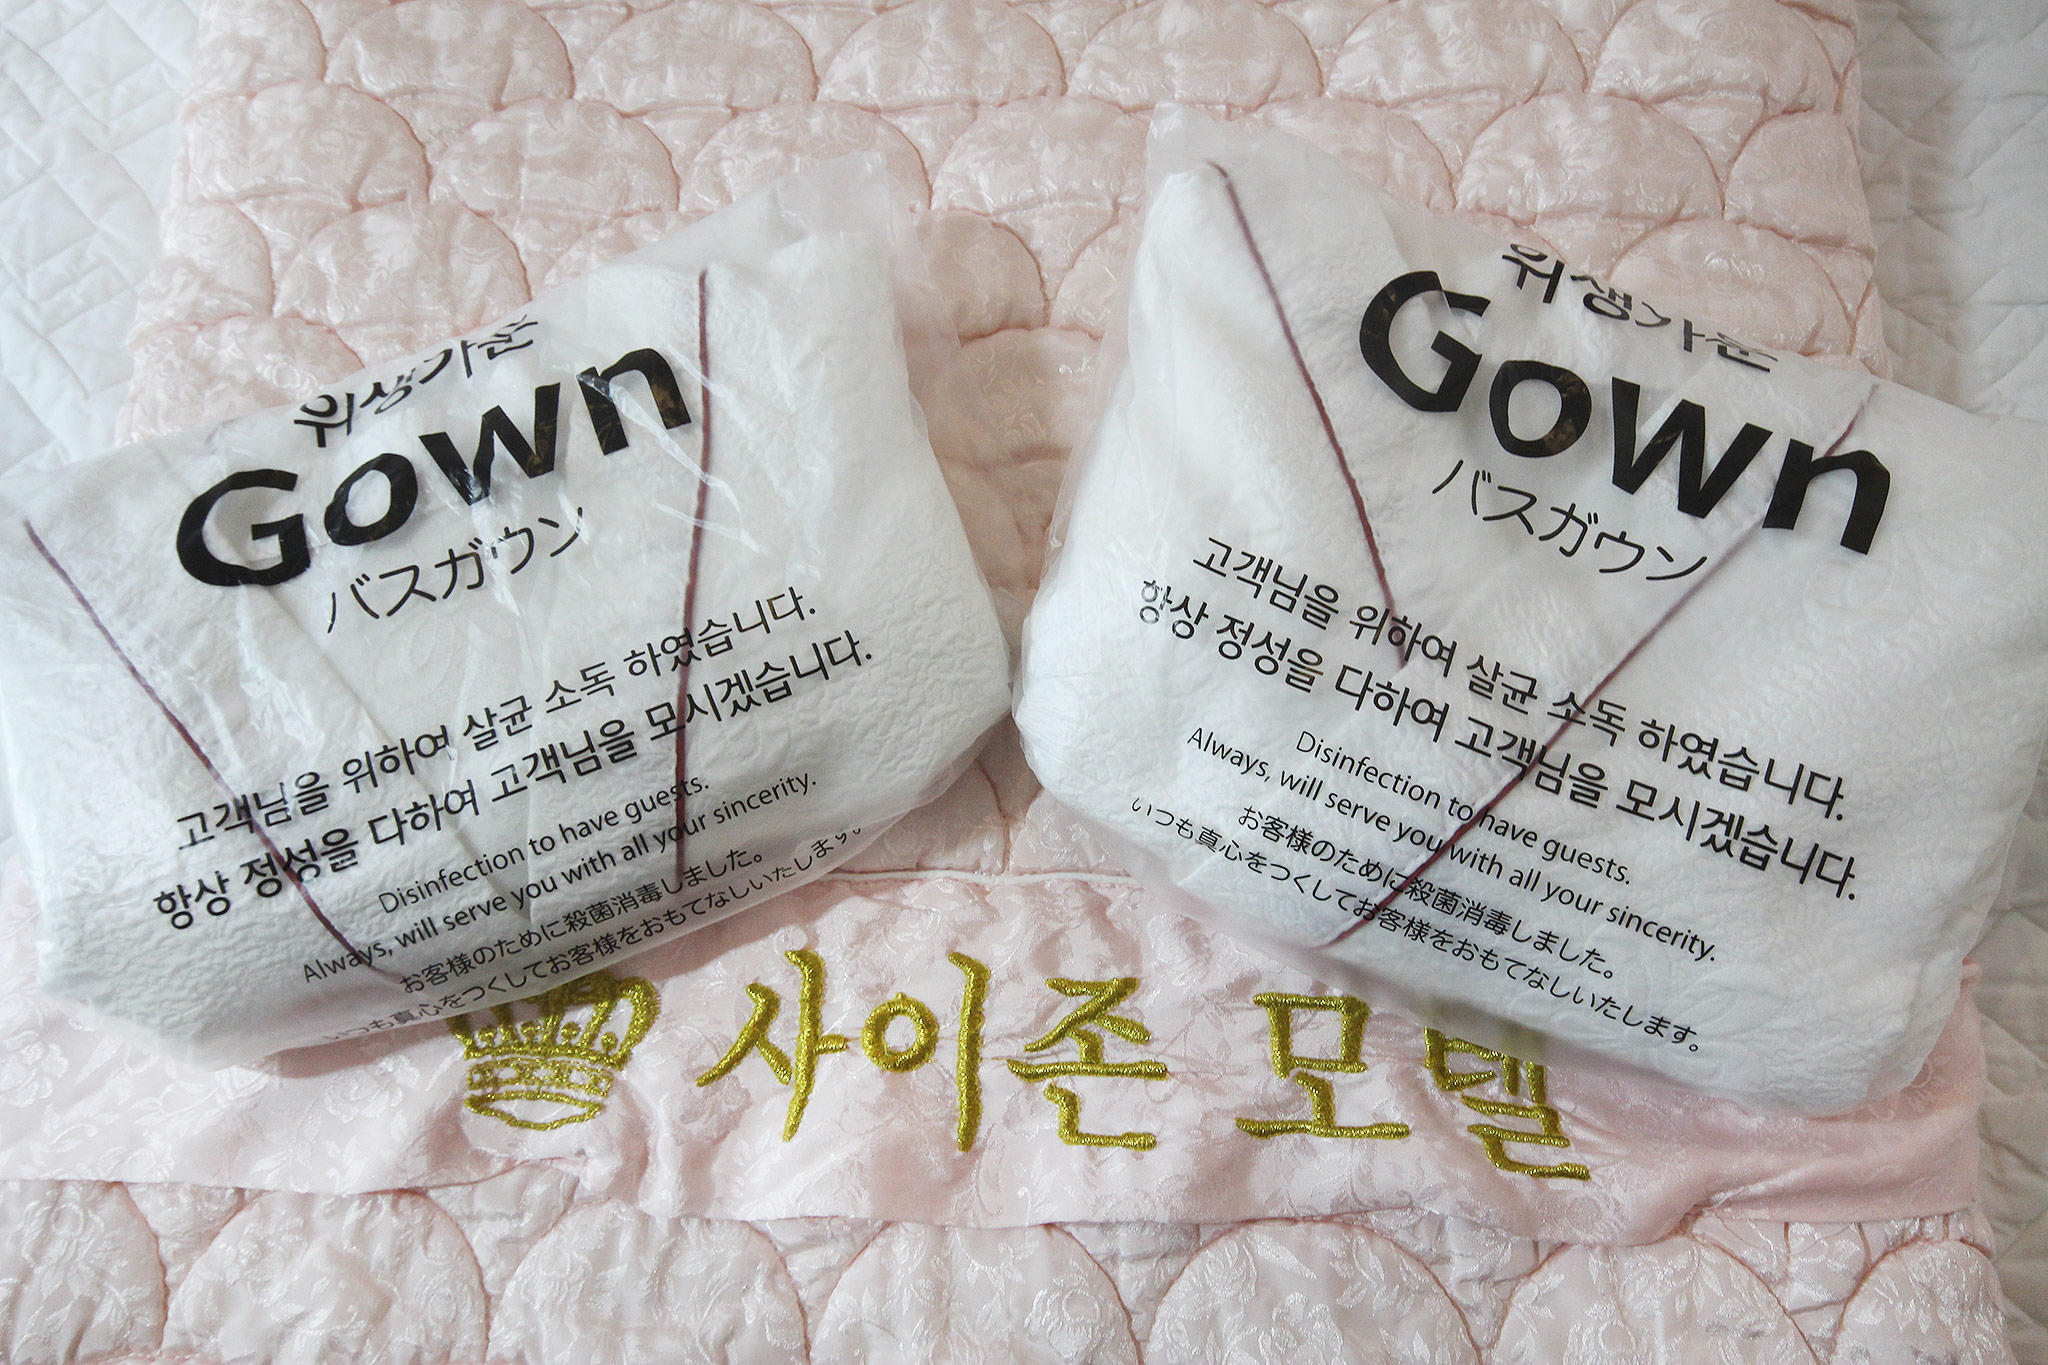 위생가운
Gown
バスガウン
고객님을 위하여 살균 소독 하였습니다.
항상 정성을 다하여 고객님을 모시겠습니다.
Disinfection to have guests.
Always, will serve you with all your sincerity.
お客様のために殺菌消毒しました。
いつも真心をつくしてお客様をおもてなしいたします。
위생가운
Gown
バスガウン
고객님을 위하여 살균 소독 하였습니다.
항상 정성을 다하여 고객님을 모시겠습니다.
Disinfection to have guests.
Always, will serve you with all your sincerity.
お客様のために殺菌消毒しました。
いつも真心をつくしてお客様をおもてなしいたします。
사이존 모텔